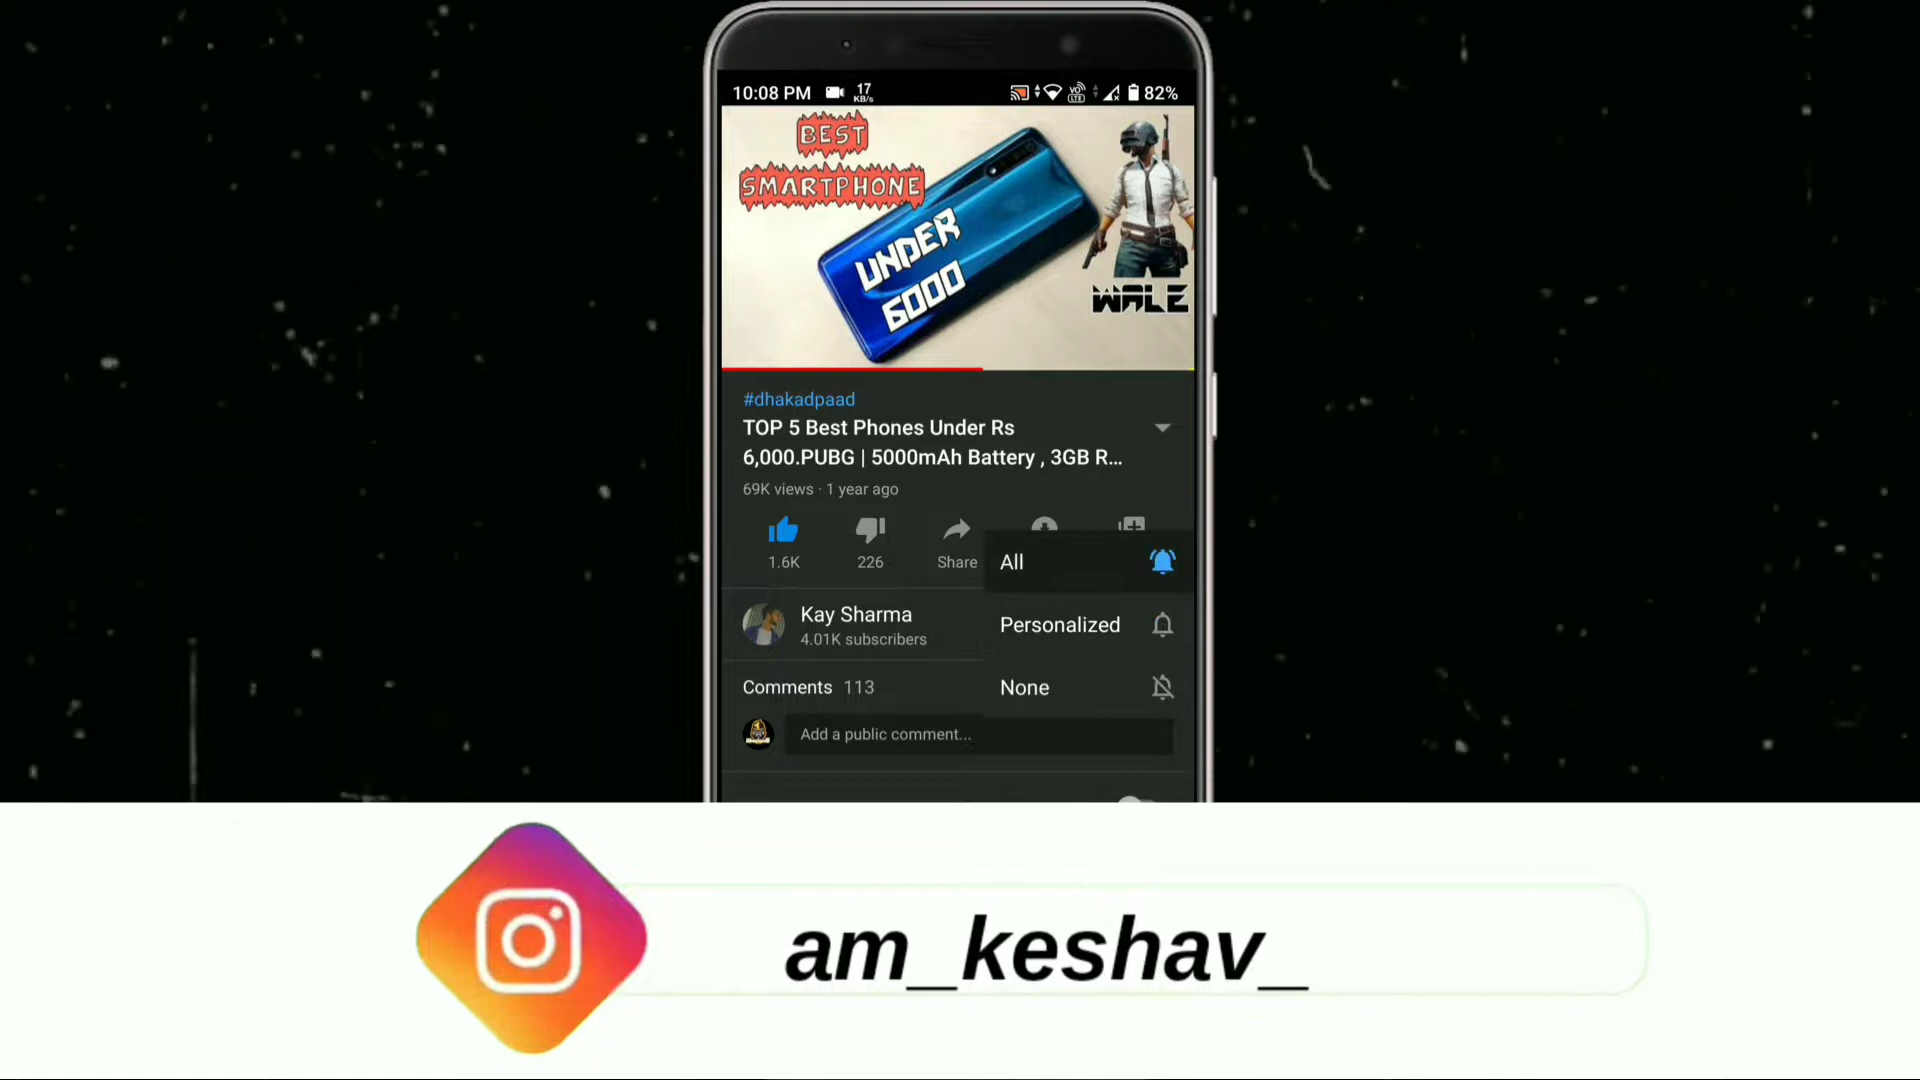 10:08 PM 17 KB/s VO LTE 82%
BEST
SMARTPHONE
UNDER
6000
WALE
#dhakadpaad
TOP 5 Best Phones Under Rs
6,000.PUBG | 5000mAh Battery , 3GB R...
69K views · 1 year ago
1.6K 226 Share
All
Kay Sharma
4.01K subscribers
Personalized
Comments 113
None
Add a public comment...
am_keshav_